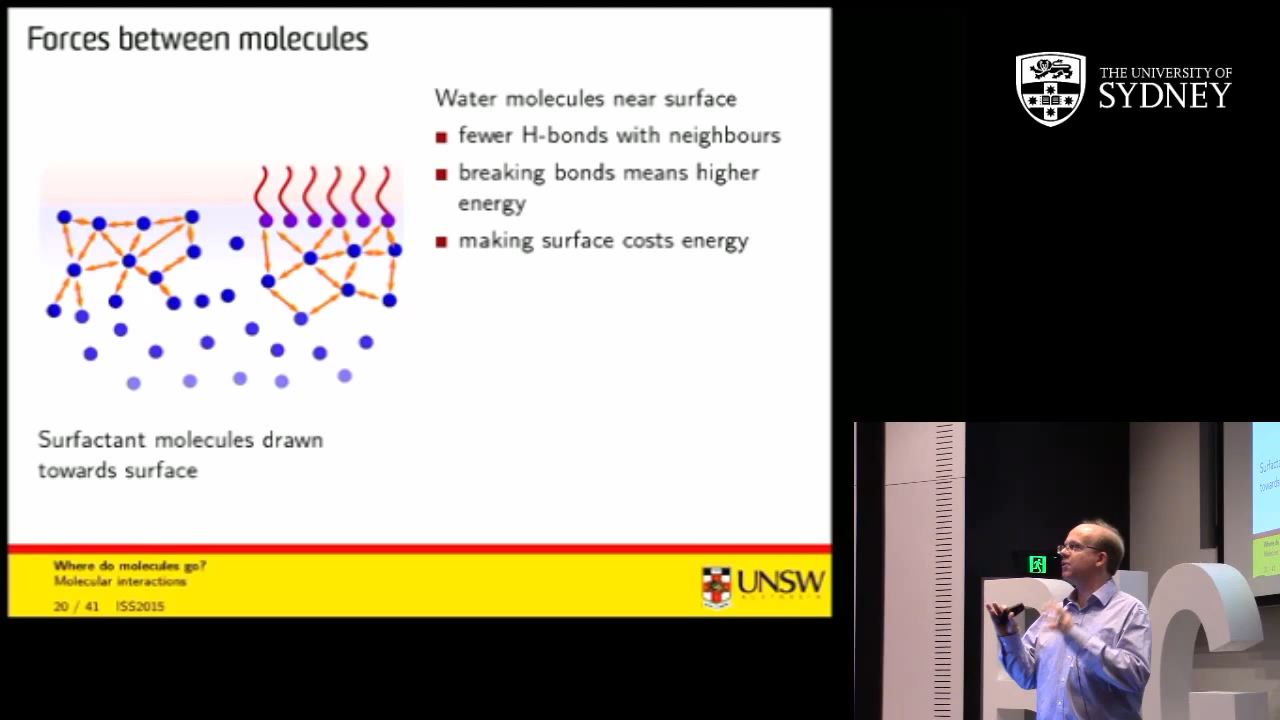 Forces between molecules
Water molecules near surface
fewer H-bonds with neighbours
breaking bonds means higher
energy
making surface costs energy
Surfactant molecules drawn
towards surface
Where do molecules go?
Molecular interactions
20 / 41 ISS2015
UNSW
AUSTRALIA
THE UNIVERSITY OF
SYDNEY